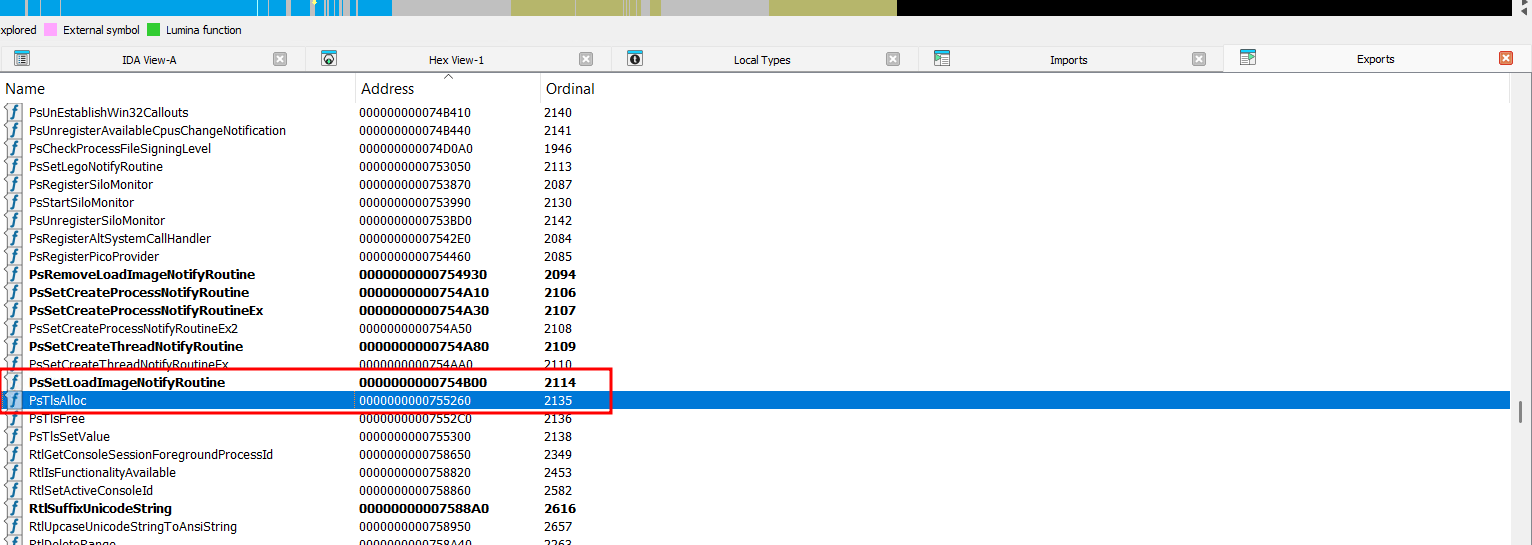 xplored External symbol Lumina function
IDA View-A Hex View-1 Local Types Imports Exports
Name Address Ordinal
PsUnEstablishWin32Callouts 000000000074B410 2140
PsUnregisterAvailableCpusChangeNotification 000000000074B440 2141
PsCheckProcessFileSigningLevel 000000000074D0A0 1946
PsSetLegoNotifyRoutine 0000000000753050 2113
PsRegisterSiloMonitor 0000000000753870 2087
PsStartSiloMonitor 0000000000753990 2130
PsUnregisterSiloMonitor 0000000000753BD0 2142
PsRegisterAltSystemCallHandler 00000000007542E0 2084
PsRegisterPicoProvider 0000000000754460 2085
PsRemoveLoadImageNotifyRoutine 0000000000754930 2094
PsSetCreateProcessNotifyRoutine 0000000000754A10 2106
PsSetCreateProcessNotifyRoutineEx 0000000000754A30 2107
PsSetCreateProcessNotifyRoutineEx2 0000000000754A50 2108
PsSetCreateThreadNotifyRoutine 0000000000754A80 2109
PsSetCreateThreadNotifyRoutineEx 0000000000754AA0 2110
PsSetLoadImageNotifyRoutine 0000000000754B00 2114
PsTlsAlloc 0000000000755260 2135
PsTlsFree 00000000007552C0 2136
PsTlsSetValue 0000000000755300 2138
RtlGetConsoleSessionForegroundProcessId 0000000000758650 2349
RtlIsFunctionalityAvailable 0000000000758820 2453
RtlSetActiveConsoleId 0000000000758860 2582
RtlSuffixUnicodeString 00000000007588A0 2616
RtlUpcaseUnicodeStringToAnsiString 0000000000758950 2657
RtlDeleteRange 0000000000758A40 2263